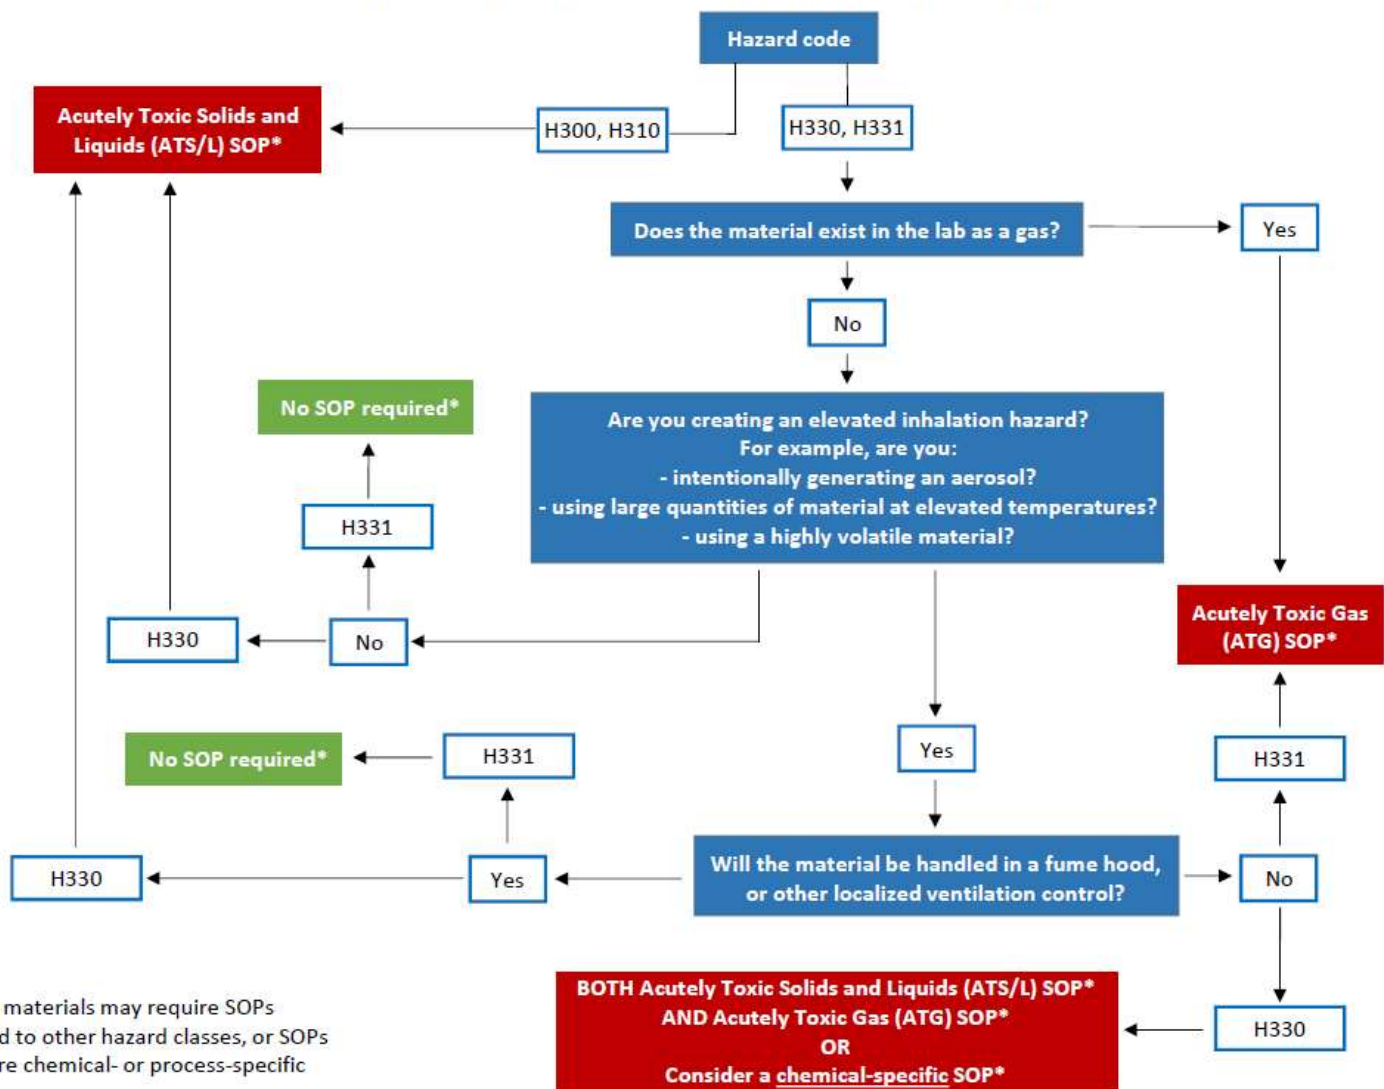 Hazard code
Acutely Toxic Solids and
Liquids (ATS/L) SOP*
H300, H310
H330, H331
Does the material exist in the lab as a gas?
Yes
No
No SOP required*
Are you creating an elevated inhalation hazard?
For example, are you:
- intentionally generating an aerosol?
- using large quantities of material at elevated temperatures?
- using a highly volatile material?
H331
H330
No
Acutely Toxic Gas
(ATG) SOP*
No SOP required*
H331
Yes
H331
H330
Yes
Will the material be handled in a fume hood,
or other localized ventilation control?
No
BOTH Acutely Toxic Solids and Liquids (ATS/L) SOP*
AND Acutely Toxic Gas (ATG) SOP*
OR
Consider a chemical-specific SOP*
H330
materials may require SOPs
d to other hazard classes, or SOPs
re chemical- or process-specific